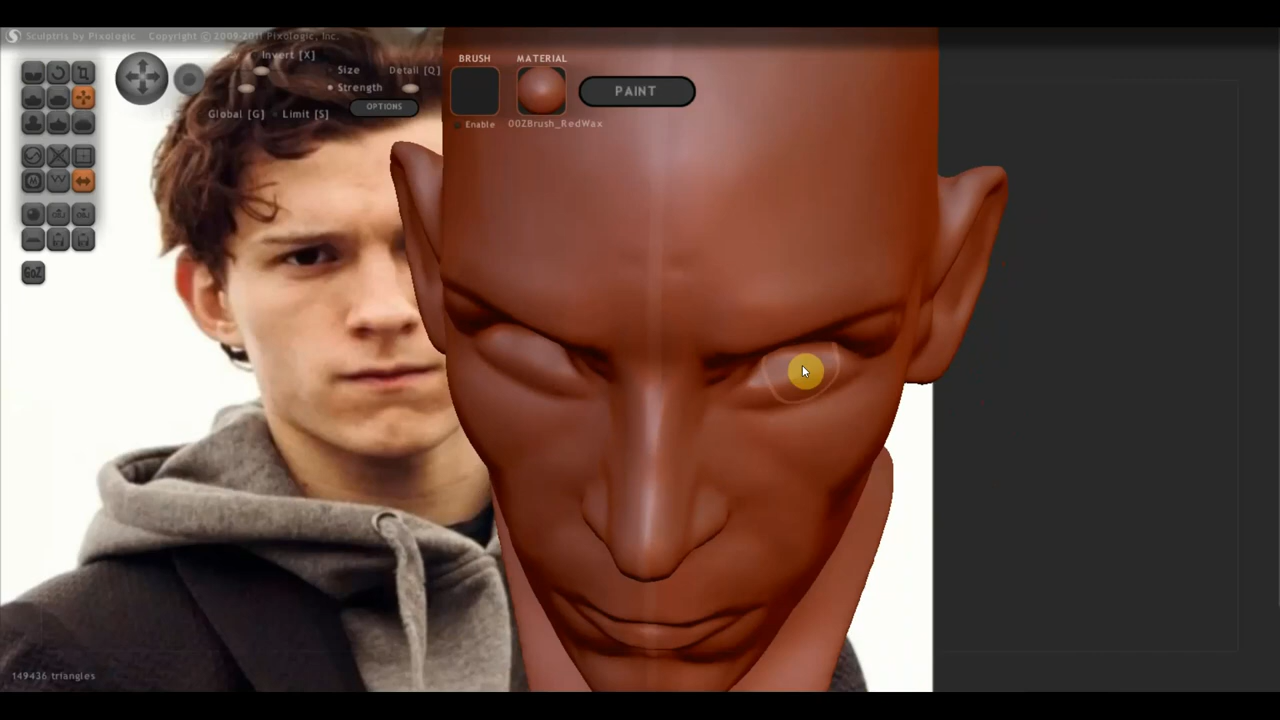 Sculptris by Pixologic   Copyright © 2009-2011 Pixologic, Inc.
Invert [X]
Size   Detail [Q]
Strength
OPTIONS
Global [G]   Limit [S]
BRUSH   MATERIAL
PAINT
Enable   00ZBrush_RedWax
GoZ
149436 triangles